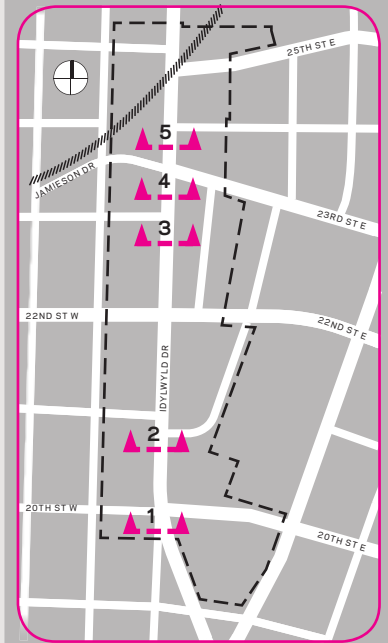 25TH ST E
5
JAMIESON DR
4
23RD ST E
3
22ND ST W
22ND ST E
IDYLWYLD DR
2
20TH ST W
1
20TH ST E